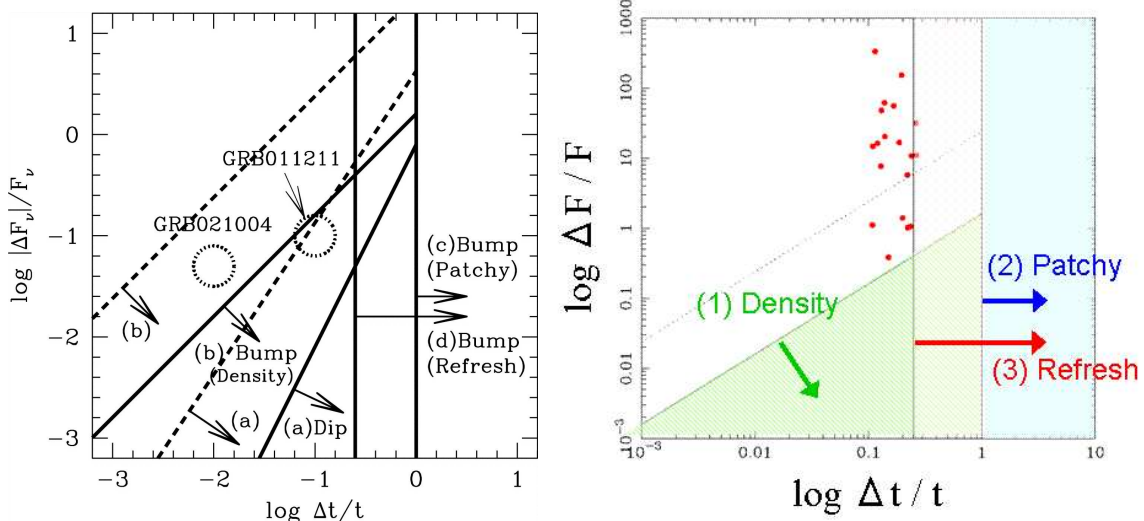 log |ΔFν|/Fν
1
0
−1
−2
−3
GRB011211
GRB021004
(c)Bump
(Patchy)
(d)Bump
(Refresh)
(b)
(b) Bump
(Density)
(a)
(a)Dip
−3
−2
−1
0
1
log Δt/t
log ΔF/F
1000
100
10
1
0.1
0.01
10⁻³
(1) Density
(2) Patchy
(3) Refresh
10⁻³
0.01
0.1
1
10
log Δt/t